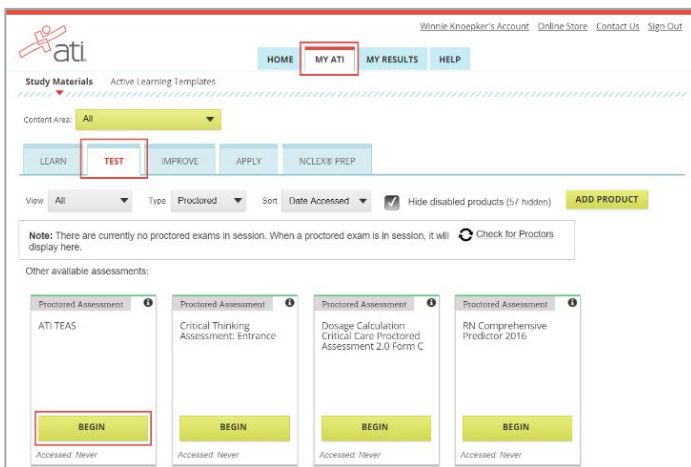 Winnie Knoepker's Account Online Store Contact Us Sign Out
ati
HOME MY ATI MY RESULTS HELP
Study Materials Active Learning Templates
Content Area: All
LEARN TEST IMPROVE APPLY NCLEX® PREP
View All Type Proctored Sort Date Accessed Hide disabled products (57 hidden) ADD PRODUCT
Note: There are currently no proctored exams in session. When a proctored exam is in session, it will Check for Proctors
display here.
Other available assessments:
Proctored Assessment Proctored Assessment Proctored Assessment Proctored Assessment
ATI TEAS Critical Thinking Dosage Calculation RN Comprehensive
Assessment: Entrance Critical Care Proctored Predictor 2016
Assessment 2.0 Form C
BEGIN BEGIN BEGIN BEGIN
Accessed: Never Accessed: Never Accessed: Never Accessed: Never